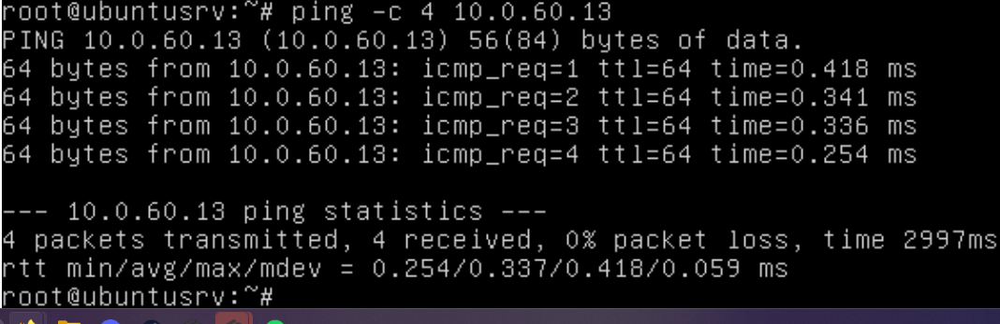 root@ubuntusrv:~# ping -c 4 10.0.60.13
PING 10.0.60.13 (10.0.60.13) 56(84) bytes of data.
64 bytes from 10.0.60.13: icmp_req=1 ttl=64 time=0.418 ms
64 bytes from 10.0.60.13: icmp_req=2 ttl=64 time=0.341 ms
64 bytes from 10.0.60.13: icmp_req=3 ttl=64 time=0.336 ms
64 bytes from 10.0.60.13: icmp_req=4 ttl=64 time=0.254 ms

--- 10.0.60.13 ping statistics ---
4 packets transmitted, 4 received, 0% packet loss, time 2997ms
rtt min/avg/max/mdev = 0.254/0.337/0.418/0.059 ms
root@ubuntusrv:~#